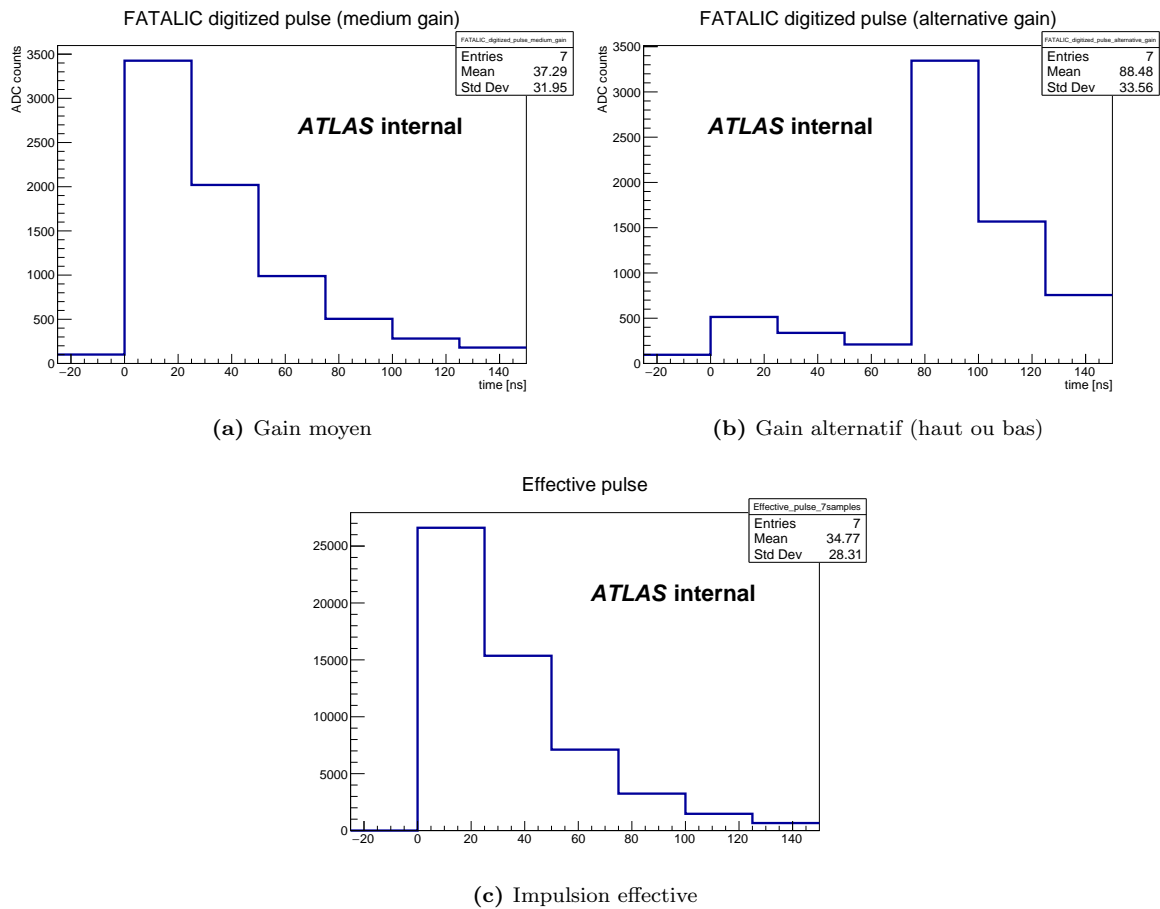 FATALIC digitized pulse (medium gain)
FATALIC_digitized_pulse_medium_gain
Entries 7
Mean 37.29
Std Dev 31.95
ADC counts
3500
3000
2500
2000
1500
1000
500
0
ATLAS internal
−20 0 20 40 60 80 100 120 140
time [ns]
(a) Gain moyen
FATALIC digitized pulse (alternative gain)
FATALIC_digitized_pulse_alternative_gain
Entries 7
Mean 88.48
Std Dev 33.56
ADC counts
3500
3000
2500
2000
1500
1000
500
0
ATLAS internal
−20 0 20 40 60 80 100 120 140
time [ns]
(b) Gain alternatif (haut ou bas)
Effective pulse
Effective_pulse_7samples
Entries 7
Mean 34.77
Std Dev 28.31
25000
20000
15000
10000
5000
0
ATLAS internal
−20 0 20 40 60 80 100 120 140
(c) Impulsion effective